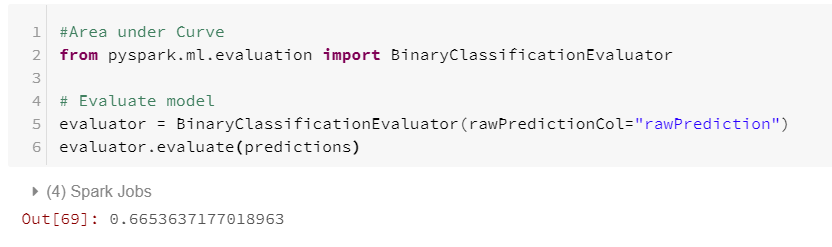 1 #Area under Curve
2 from pyspark.ml.evaluation import BinaryClassificationEvaluator
3
4 # Evaluate model
5 evaluator = BinaryClassificationEvaluator(rawPredictionCol="rawPrediction")
6 evaluator.evaluate(predictions)
(4) Spark Jobs
Out[69]: 0.6653637177018963